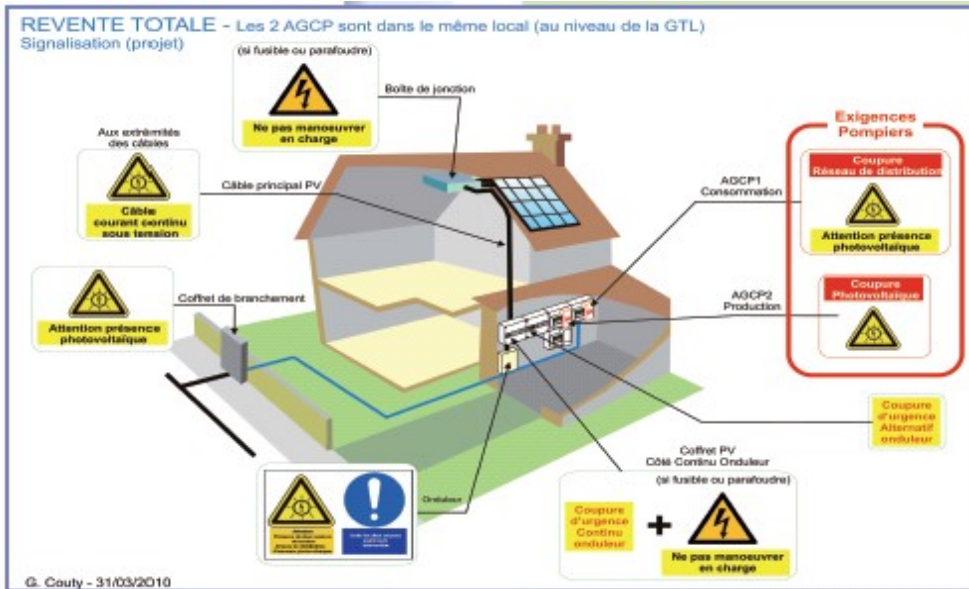 REVENTE TOTALE - Les 2 AGCP sont dans le même local (au niveau de la GTL)
Signalisation (projet)
(si fusible ou parafoudre)
Ne pas manoeuvrer
en charge
Boîte de jonction
Aux extrémités
des câbles
Câble
courant continu
sous tension
Câble principal PV
AGCP1
Consommation
Exigences
Pompiers
Coupure
Réseau de distribution
Attention présence
photovoltaïque
Coffret de branchement
Attention présence
photovoltaïque
AGCP2
Production
Coupure
Photovoltaïque
Coupure
d'urgence
Alternatif
onduleur
Onduleur
Coffret PV
Côté Continu Onduleur
(si fusible ou parafoudre)
Coupure
d'urgence
Continu
onduleur
+
Ne pas manoeuvrer
en charge
G. Couty - 31/03/2010